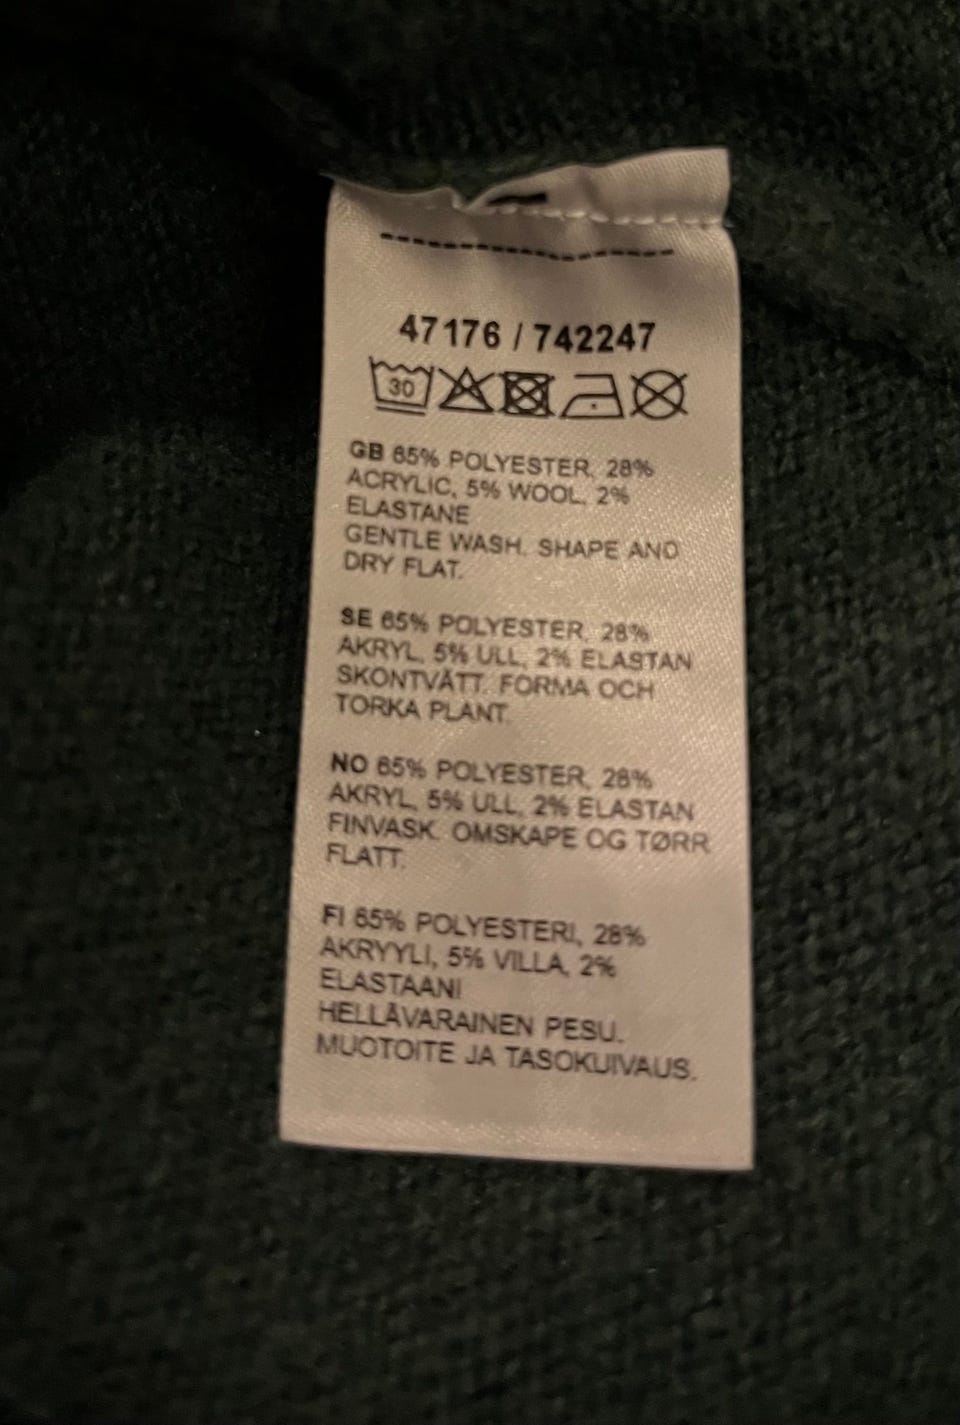 47176 / 742247
30
GB 65% POLYESTER, 28%
ACRYLIC, 5% WOOL, 2%
ELASTANE
GENTLE WASH. SHAPE AND
DRY FLAT.
SE 65% POLYESTER, 28%
AKRYL, 5% ULL, 2% ELASTAN
SKONTVÄTT. FORMA OCH
TORKA PLANT.
NO 65% POLYESTER, 28%
AKRYL, 5% ULL, 2% ELASTAN
FINVASK. OMSKAPE OG TØRR
FLATT.
FI 65% POLYESTERI, 28%
AKRYYLI, 5% VILLA, 2%
ELASTAANI
HELLÄVARAINEN PESU.
MUOTOITE JA TASOKUIVAUS.